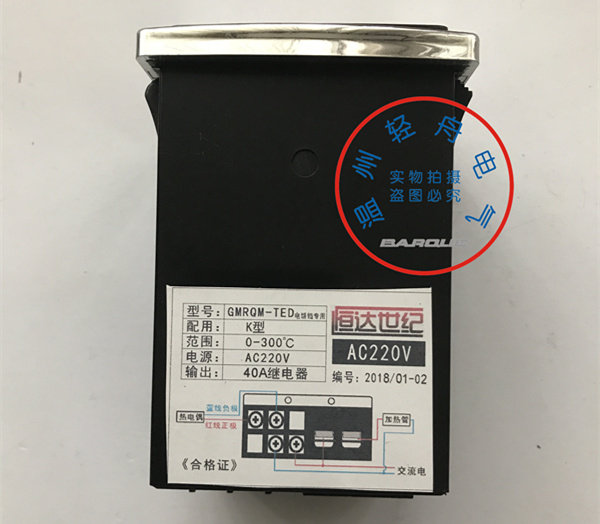 温州轻舟电气
实物拍摄
盗图必究
BARQUE
型号: GMRQM-TED电饼铛专用
配用: K型
范围: 0-300℃
电源: AC220V
输出: 40A继电器
恒达世纪
AC220V
编号: 2018/01-02
蓝线负极
热电偶
红线正极
加热管
交流电
《合格证》